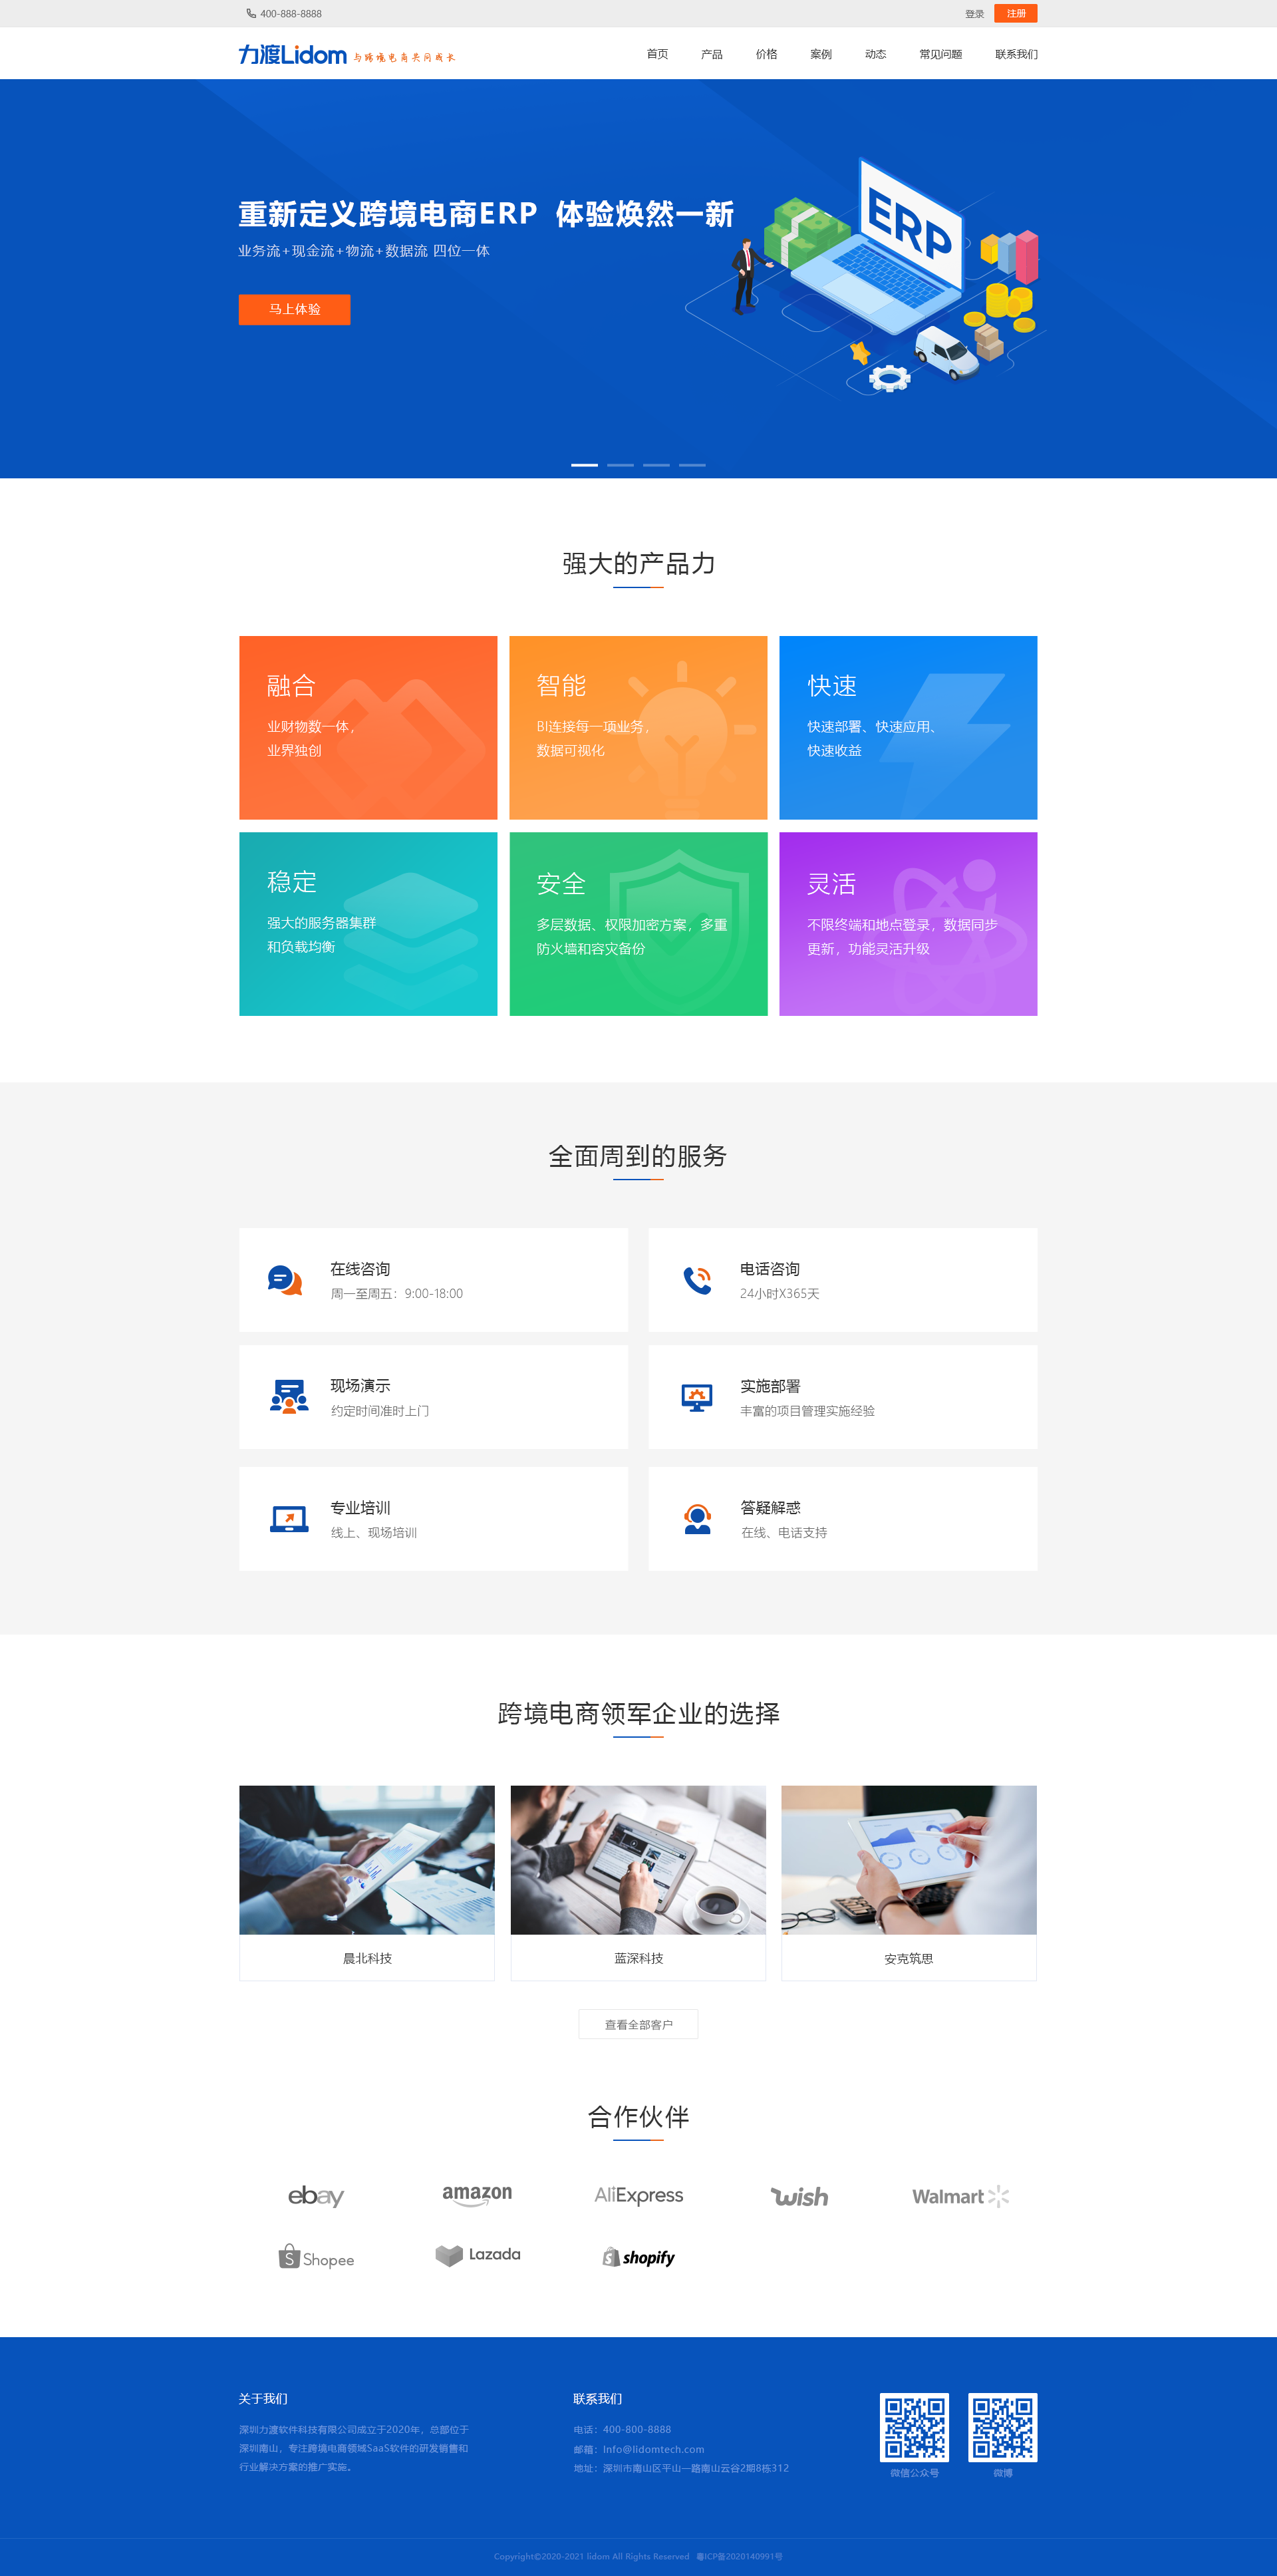 400-888-8888
登录
注册
力渡Lidom 与跨境电商共同成长
首页 产品 价格 案例 动态 常见问题 联系我们
重新定义跨境电商ERP 体验焕然一新
业务流+现金流+物流+数据流 四位一体
马上体验
ERP
强大的产品力
融合
业财物数一体，
业界独创
智能
BI连接每一项业务，
数据可视化
快速
快速部署、快速应用、
快速收益
稳定
强大的服务器集群
和负载均衡
安全
多层数据、权限加密方案，多重
防火墙和容灾备份
灵活
不限终端和地点登录，数据同步
更新，功能灵活升级
全面周到的服务
在线咨询
周一至周五：9:00-18:00
电话咨询
24小时X365天
现场演示
约定时间准时上门
实施部署
丰富的项目管理实施经验
专业培训
线上、现场培训
答疑解惑
在线、电话支持
跨境电商领军企业的选择
晨北科技
蓝深科技
安克筑思
查看全部客户
合作伙伴
ebay
amazon
AliExpress
wish
Walmart
Shopee
Lazada
shopify
关于我们
深圳力渡软件科技有限公司成立于2020年，总部位于
深圳南山，专注跨境电商领域SaaS软件的研发销售和
行业解决方案的推广实施。
联系我们
电话：400-800-8888
邮箱：Info@lidomtech.com
地址：深圳市南山区平山一路南山云谷2期8栋312
微信公众号
微博
Copyright©2020-2021 lidom All Rights Reserved 粤ICP备2020140991号